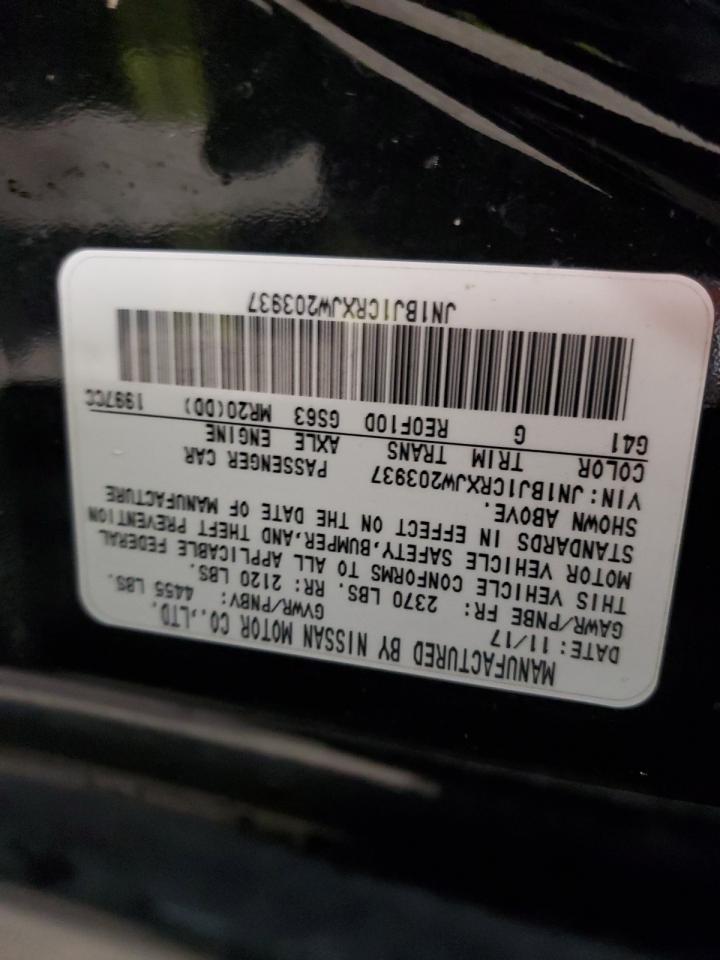 MANUFACTURED BY NISSAN MOTOR CO.,LTD.
DATE: 11/17 GVWR/PNBV: 4455 LBS.
GAWR/PNBE FR: 2370 LBS. RR: 2120 LBS.
THIS VEHICLE CONFORMS TO ALL APPLICABLE FEDERAL
MOTOR VEHICLE SAFETY,BUMPER,AND THEFT PREVENTION
STANDARDS IN EFFECT ON THE DATE OF MANUFACTURE
SHOWN ABOVE.
VIN: JN1BJ1CRXJW203937 PASSENGER CAR
COLOR TRIM TRANS AXLE ENGINE
G41 G RE0F10D GS63 MR20(DD) 1997CC
JN1BJ1CRXJW203937